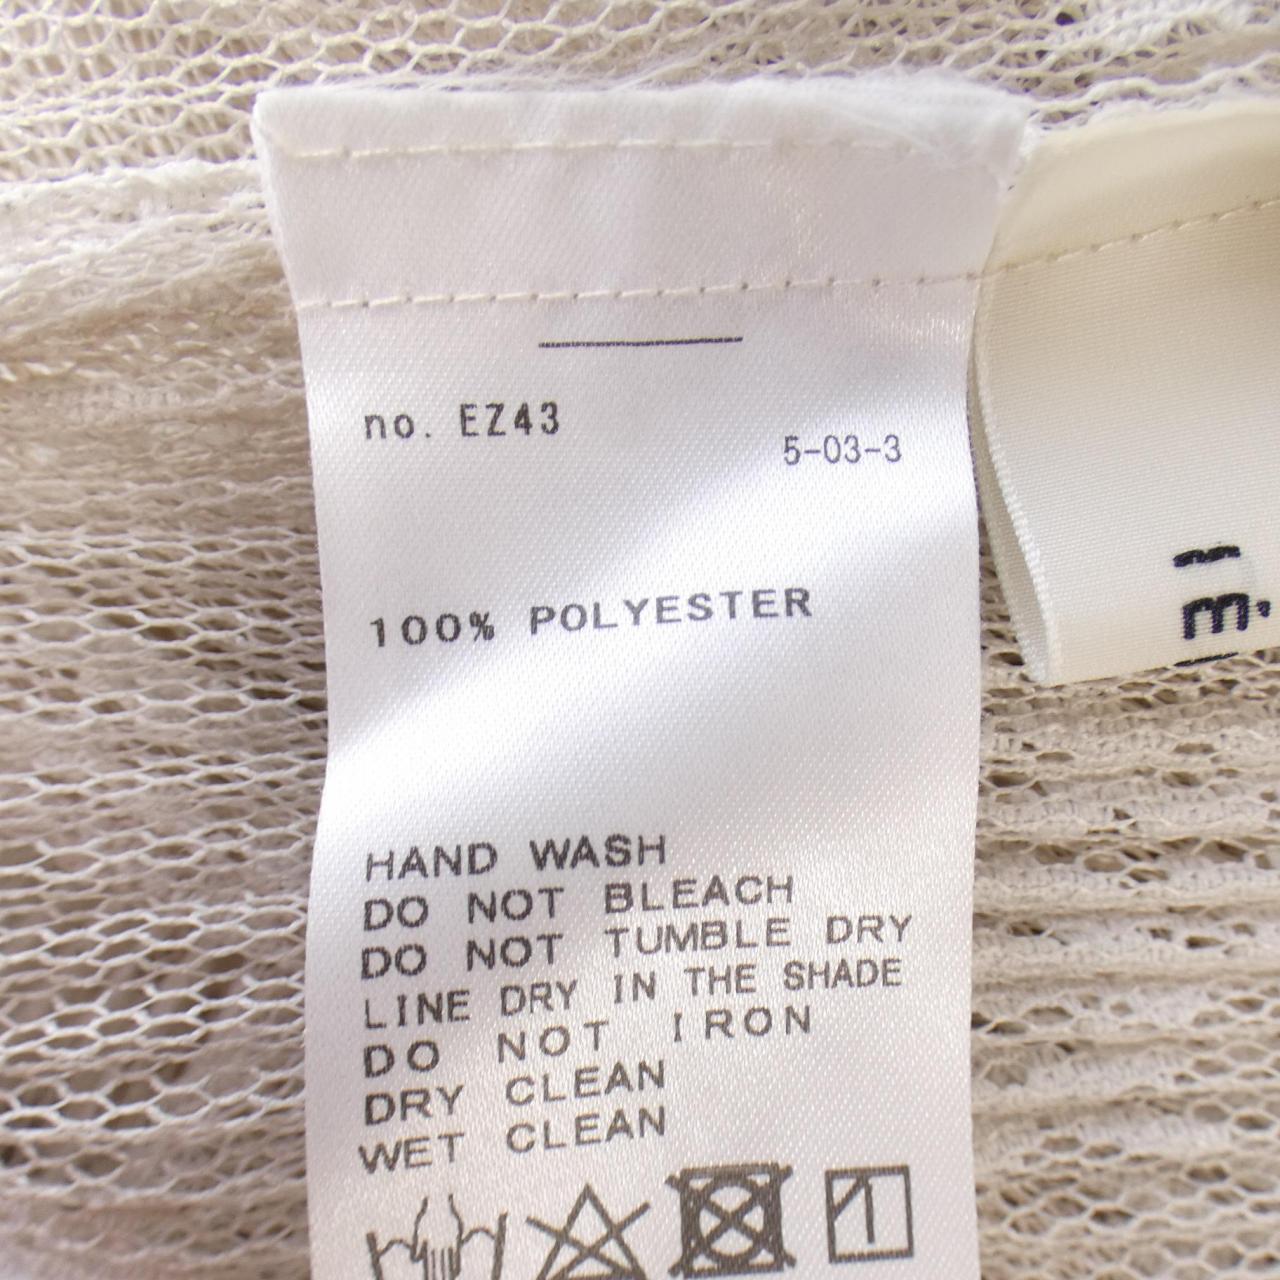 no. EZ43
5-03-3
100% POLYESTER
HAND WASH
DO NOT BLEACH
DO NOT TUMBLE DRY
LINE DRY IN THE SHADE
DO NOT IRON
DRY CLEAN
WET CLEAN